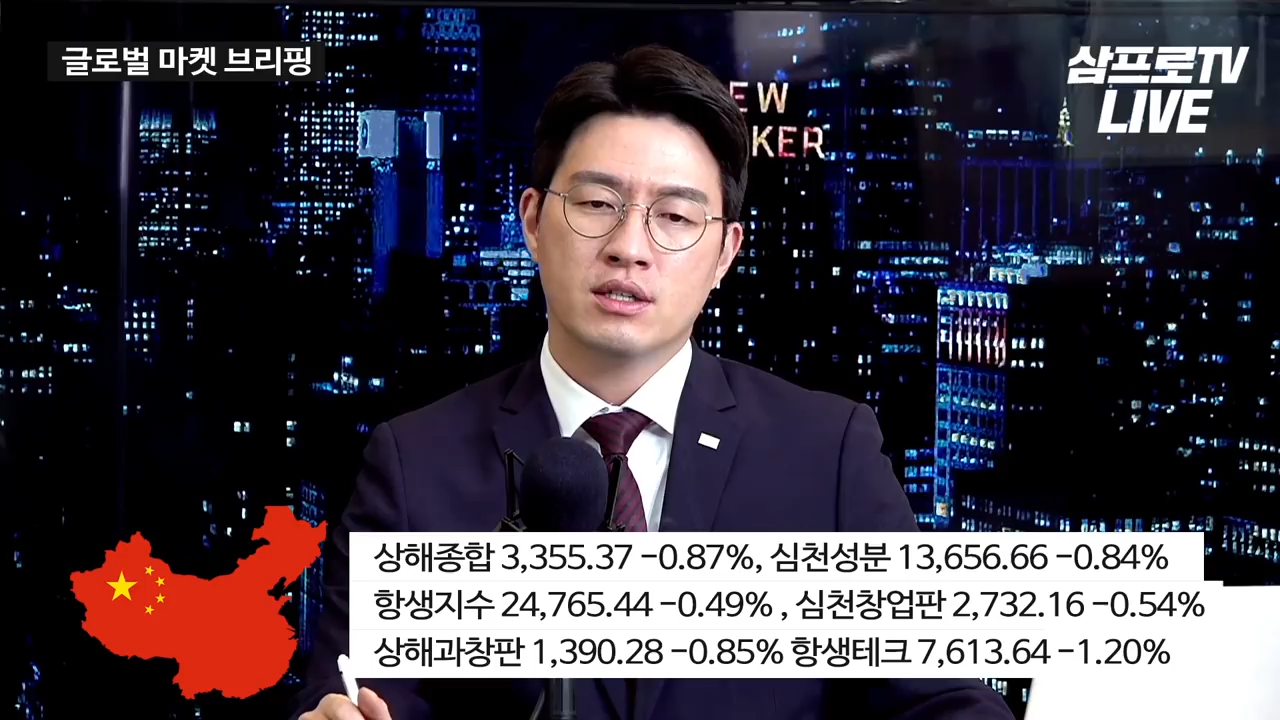 글로벌 마켓 브리핑
삼프로TV
LIVE
EW
KER
상해종합 3,355.37 -0.87%, 심천성분 13,656.66 -0.84%
항생지수 24,765.44 -0.49% , 심천창업판 2,732.16 -0.54%
상해과창판 1,390.28 -0.85% 항생테크 7,613.64 -1.20%